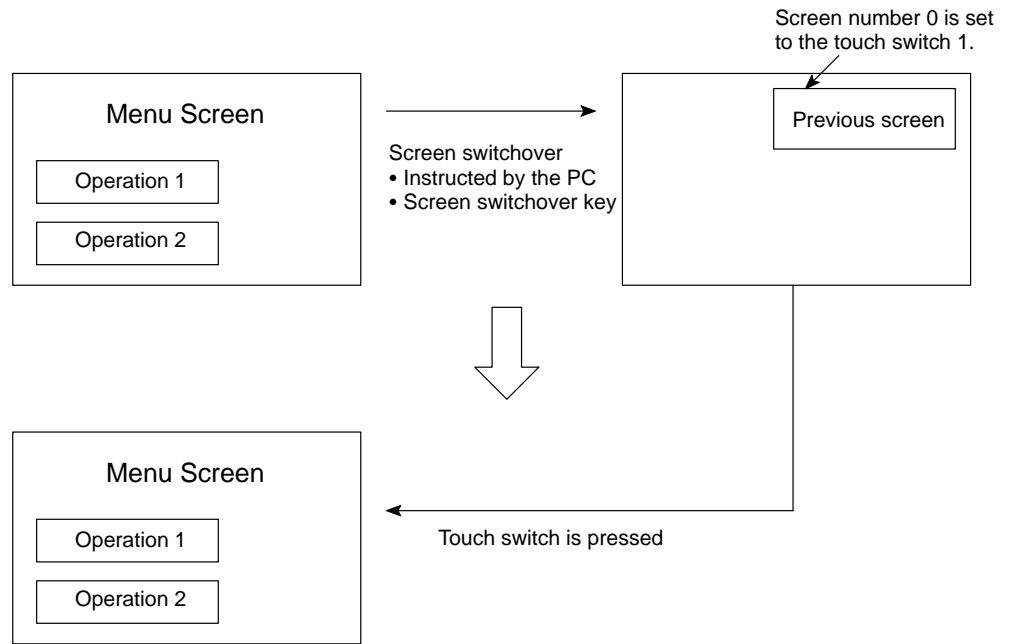 Screen number 0 is set
to the touch switch 1.
Menu Screen
Operation 1
Operation 2
Screen switchover
• Instructed by the PC
• Screen switchover key
Previous screen
Menu Screen
Operation 1
Operation 2
Touch switch is pressed